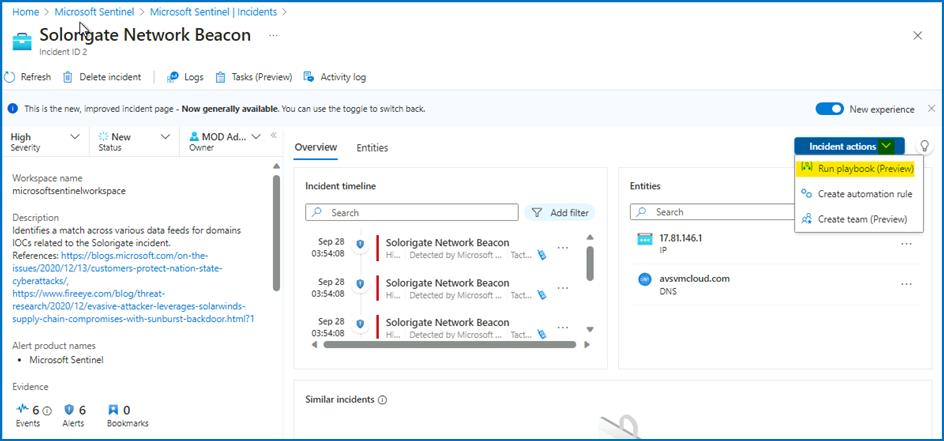 Home > Microsoft Sentinel > Microsoft Sentinel | Incidents >
Solorigate Network Beacon ...
Incident ID 2
Refresh Delete incident Logs Tasks (Preview) Activity log
This is the new, improved incident page - Now generally available. You can use the toggle to switch back. New experience
High New MOD Ad...
Severity Status Owner
Workspace name
microsoftsentinelworkspace
Description
Identifies a match across various data feeds for domains
IOCs related to the Solorigate incident.
References: https://blogs.microsoft.com/on-the-
issues/2020/12/13/customers-protect-nation-state-
cyberattacks/,
https://www.fireeye.com/blog/threat-
research/2020/12/evasive-attacker-leverages-solarwinds-
supply-chain-compromises-with-sunburst-backdoor.html?1
Alert product names
• Microsoft Sentinel
Evidence
6 6 0
Events Alerts Bookmarks
Overview Entities
Incident actions
Run playbook (Preview)
Create automation rule
Create team (Preview)
Incident timeline
Search Add filter
Sep 28 Solorigate Network Beacon ...
03:54:08 Hi... Detected by Microsoft ... Tact...
Sep 28 Solorigate Network Beacon ...
03:54:08 Hi... Detected by Microsoft ... Tact...
Sep 28 Solorigate Network Beacon ...
03:54:08 Hi... Detected by Microsoft ... Tact...
Entities
Search
17.81.146.1 ...
IP
avsvmcloud.com ...
DNS
Similar incidents